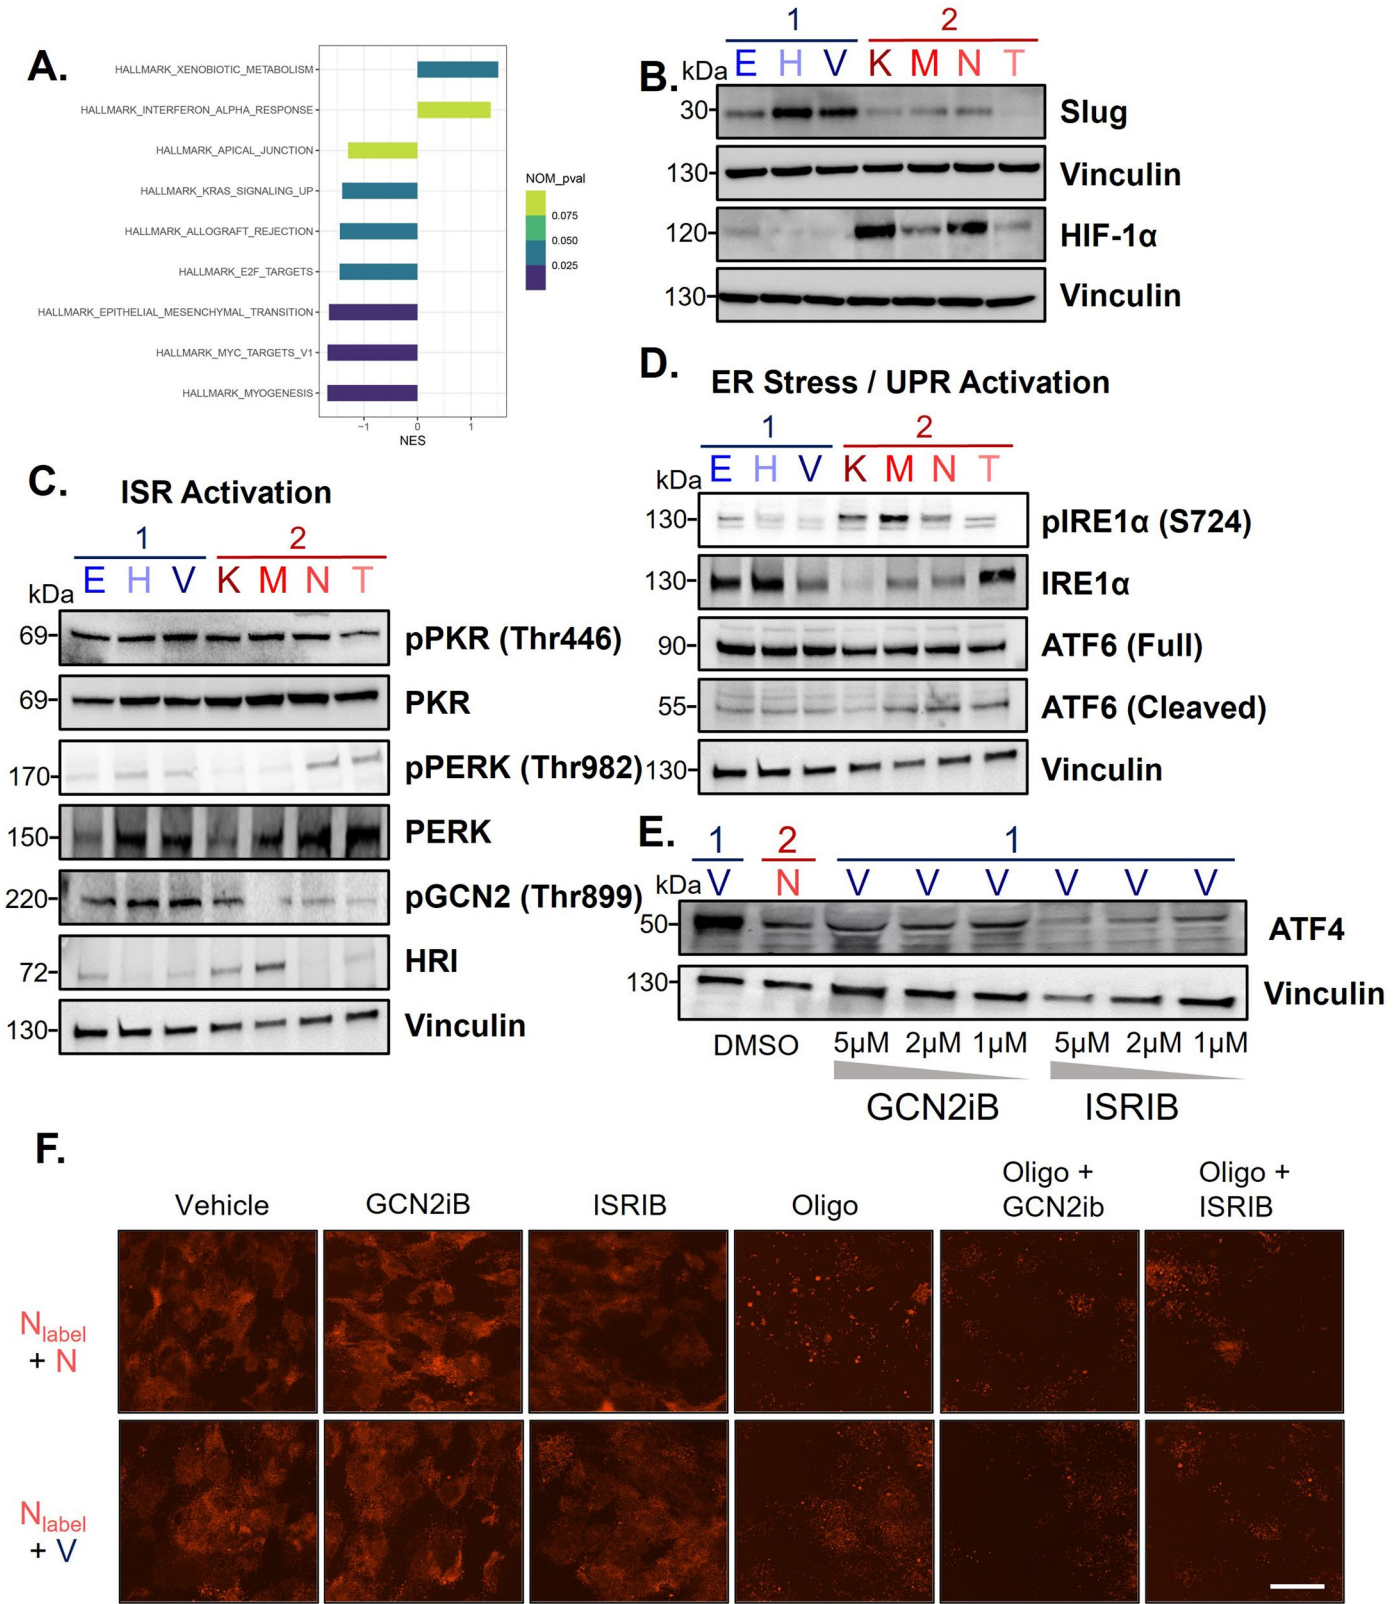 A.
HALLMARK_XENOBIOTIC_METABOLISM
HALLMARK_INTERFERON_ALPHA_RESPONSE
HALLMARK_APICAL_JUNCTION
HALLMARK_KRAS_SIGNALING_UP
HALLMARK_ALLOGRAFT_REJECTION
HALLMARK_E2F_TARGETS
HALLMARK_EPITHELIAL_MESENCHYMAL_TRANSITION
HALLMARK_MYC_TARGETS_V1
HALLMARK_MYOGENESIS
−1 0 1
NES
NOM_pval
0.075
0.050
0.025
B.
1 2
kDa E H V K M N T
30 Slug
130 Vinculin
120 HIF-1α
130 Vinculin
C.
ISR Activation
1 2
kDa E H V K M N T
69 pPKR (Thr446)
69 PKR
170 pPERK (Thr982)
150 PERK
220 pGCN2 (Thr899)
72 HRI
130 Vinculin
D.
ER Stress / UPR Activation
1 2
kDa E H V K M N T
130 pIRE1α (S724)
130 IRE1α
90 ATF6 (Full)
55 ATF6 (Cleaved)
130 Vinculin
E.
1 2 1
kDa V N V V V V V V
50 ATF4
130 Vinculin
DMSO 5µM 2µM 1µM 5µM 2µM 1µM
GCN2iB ISRIB
F.
Vehicle GCN2iB ISRIB Oligo Oligo + GCN2ib Oligo + ISRIB
Nlabel
+ N
Nlabel
+ V